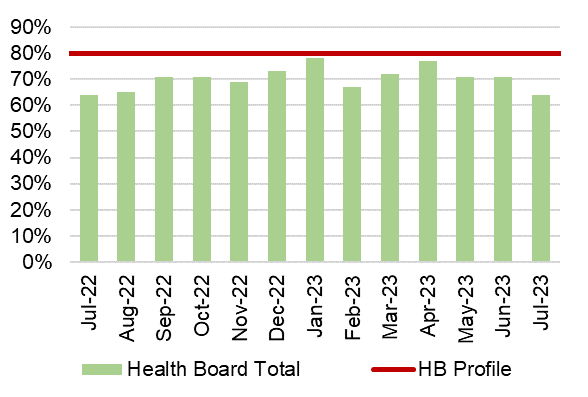 90%
80%
70%
60%
50%
40%
30%
20%
10%
0%
Jul-22
Aug-22
Sep-22
Oct-22
Nov-22
Dec-22
Jan-23
Feb-23
Mar-23
Apr-23
May-23
Jun-23
Jul-23
Health Board Total
HB Profile